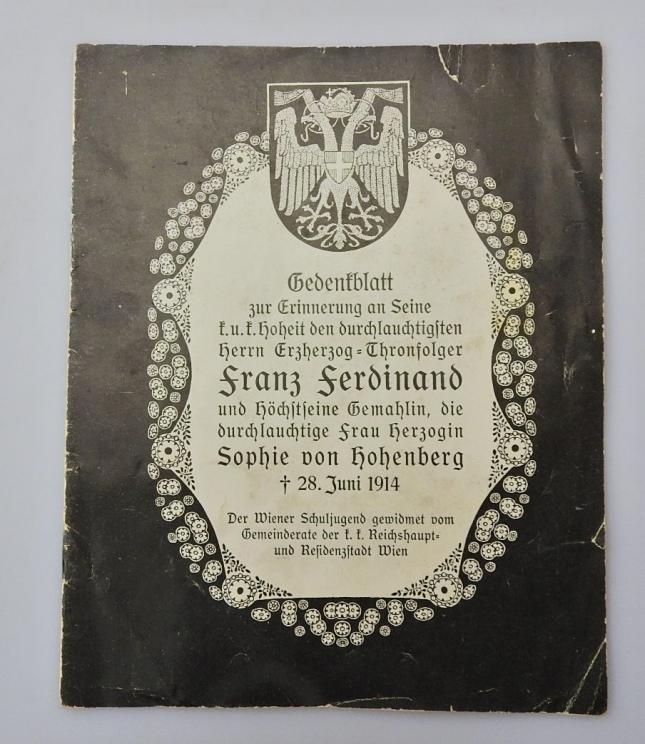 Gedenkblatt
zur Erinnerung an Seine
k. u. k. Hoheit den durchlauchtigsten
Herrn Erzherzog=Thronfolger
Franz Ferdinand
und Höchstseine Gemahlin, die
durchlauchtige Frau Herzogin
Sophie von Hohenberg
† 28. Juni 1914
Der Wiener Schuljugend gewidmet vom
Gemeinderate der k. k. Reichshaupt-
und Residenzstadt Wien